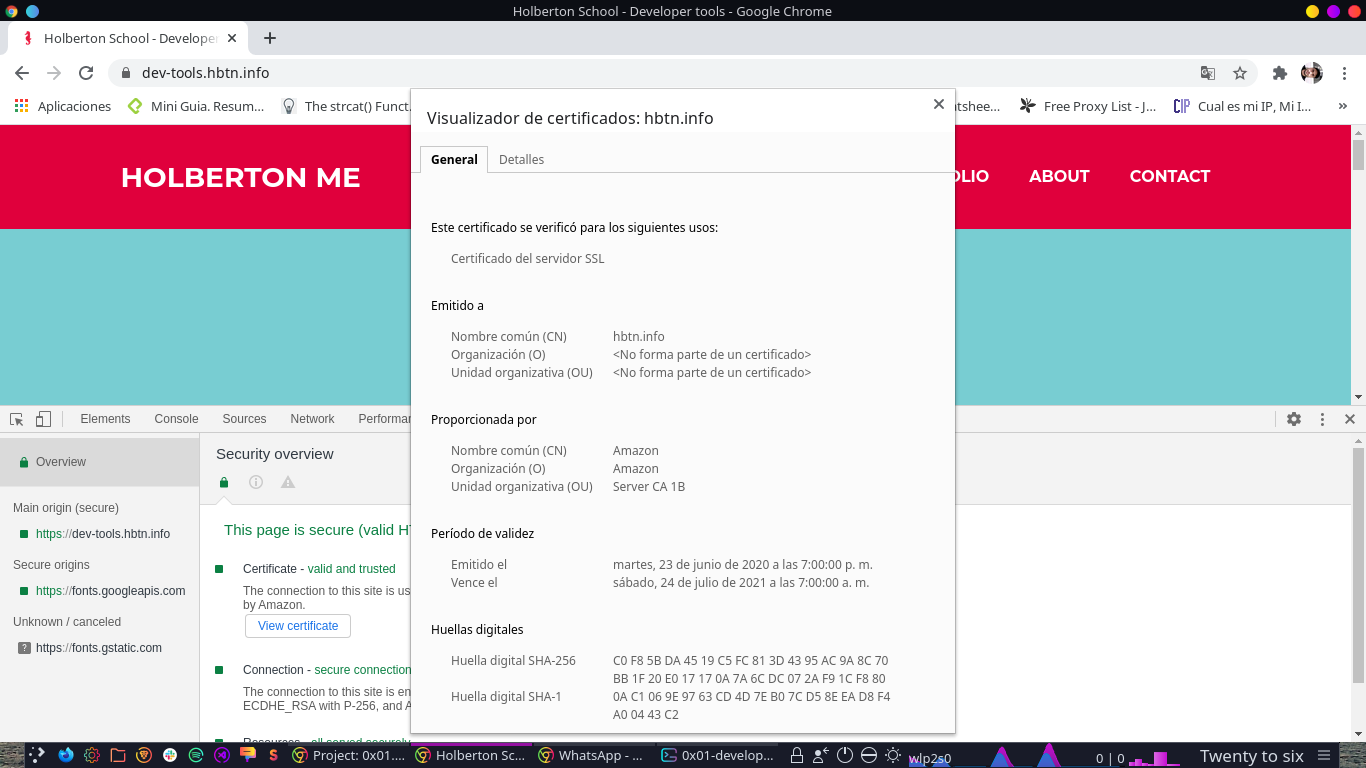 Holberton School - Developer tools - Google Chrome
Holberton School - Developer
dev-tools.hbtn.info
Aplicaciones
Mini Guia. Resum...
The strcat() Funct.
atshee...
Free Proxy List - J...
Cual es mi IP, Mi I...
HOLBERTON ME
OLIO
ABOUT
CONTACT
Visualizador de certificados: hbtn.info
General
Detalles
Este certificado se verificó para los siguientes usos:
Certificado del servidor SSL
Emitido a
Nombre común (CN) hbtn.info
Organización (O) <No forma parte de un certificado>
Unidad organizativa (OU) <No forma parte de un certificado>
Proporcionada por
Nombre común (CN) Amazon
Organización (O) Amazon
Unidad organizativa (OU) Server CA 1B
Período de validez
Emitido el martes, 23 de junio de 2020 a las 7:00:00 p. m.
Vence el sábado, 24 de julio de 2021 a las 7:00:00 a. m.
Huellas digitales
Huella digital SHA-256 C0 F8 5B DA 45 19 C5 FC 81 3D 43 95 AC 9A 8C 70
BB 1F 20 E0 17 17 0A 7A 6C DC 07 2A F9 1C F8 80
Huella digital SHA-1 0A C1 06 9E 97 63 CD 4D 7E B0 7C D5 8E EA D8 F4
A0 04 43 C2
Elements
Console
Sources
Network
Performan
Overview
Main origin (secure)
https://dev-tools.hbtn.info
Secure origins
https://fonts.googleapis.com
Unknown / canceled
https://fonts.gstatic.com
Security overview
This page is secure (valid HT
Certificate - valid and trusted
The connection to this site is us
by Amazon.
View certificate
Connection - secure connection
The connection to this site is en
ECDHE_RSA with P-256, and A
Resources - all served securely
Project: 0x01....
Holberton Sc...
WhatsApp - ...
0x01-develop...
wlp2s0
0 | 0
Twenty to six